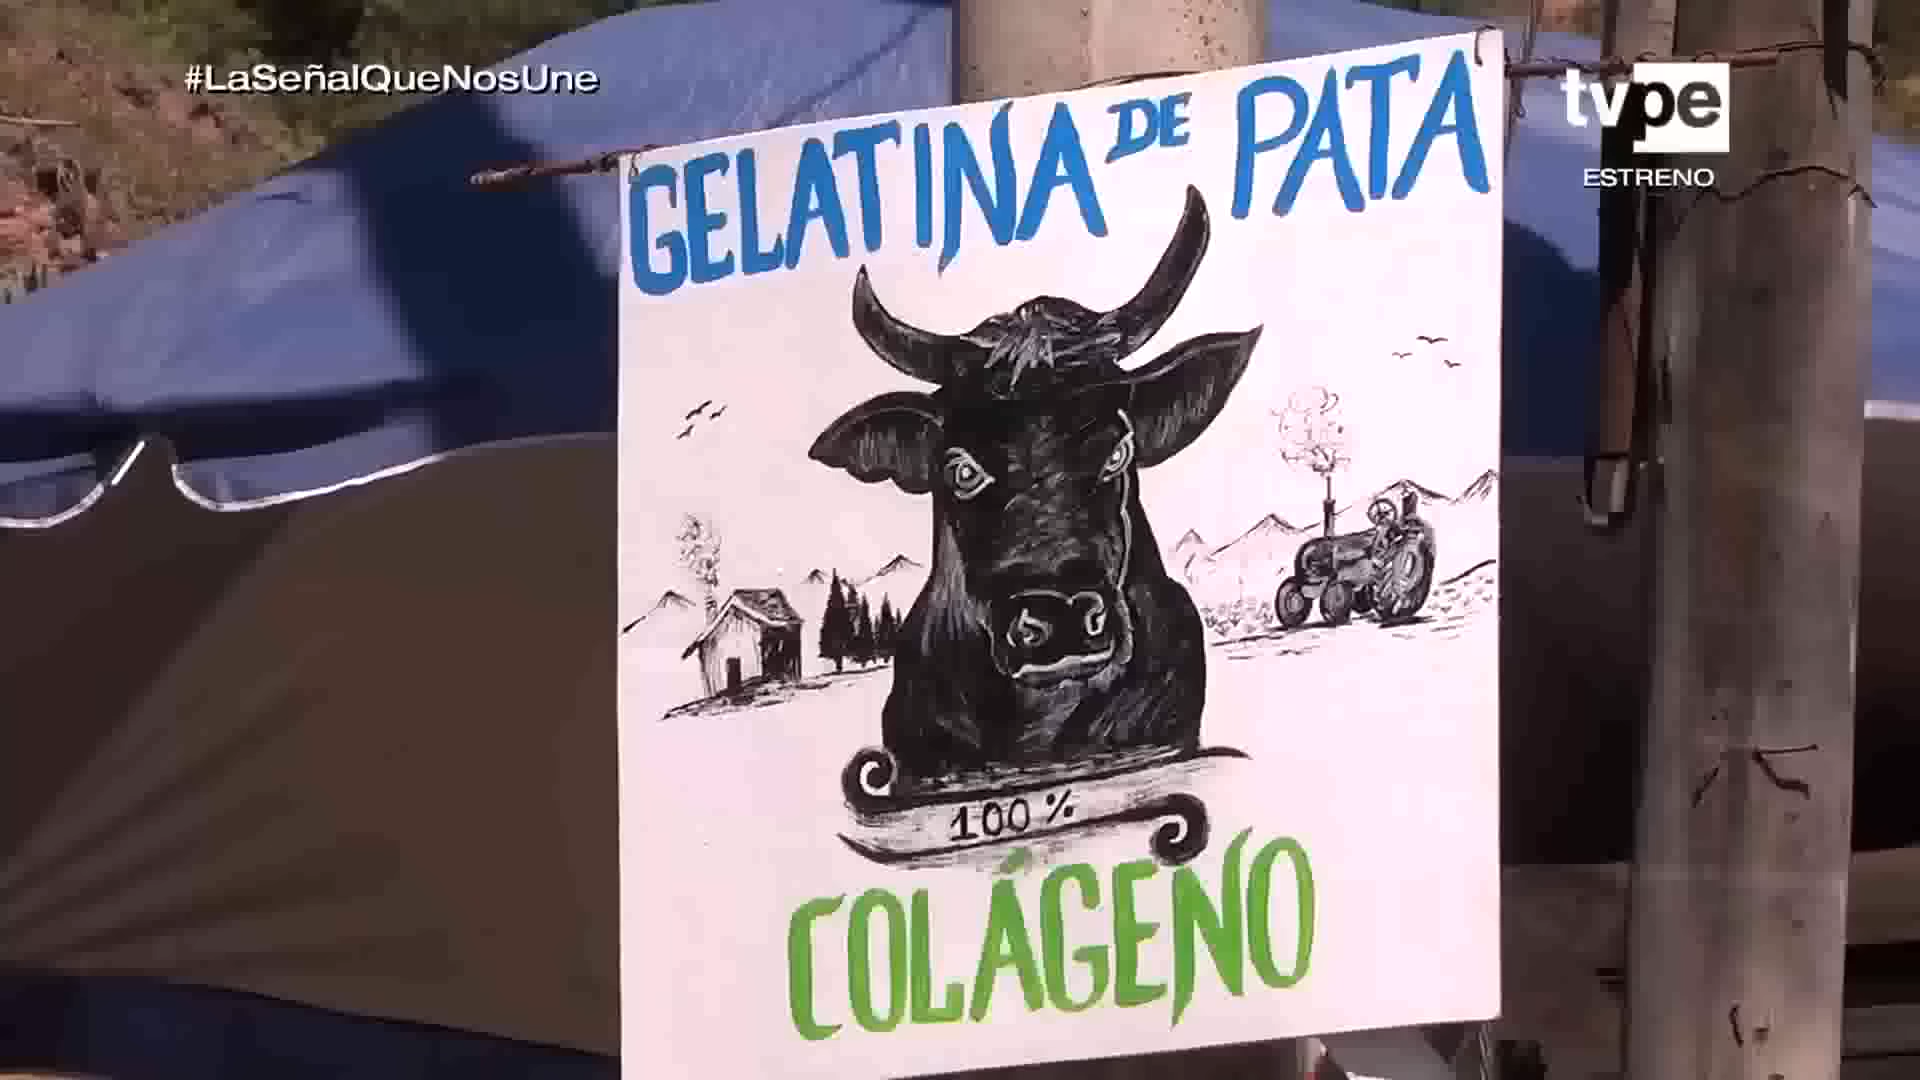 #LaSeñalQueNosUne
tvpe
ESTRENO
GELATINA DE PATA
100 %
COLÁGENO